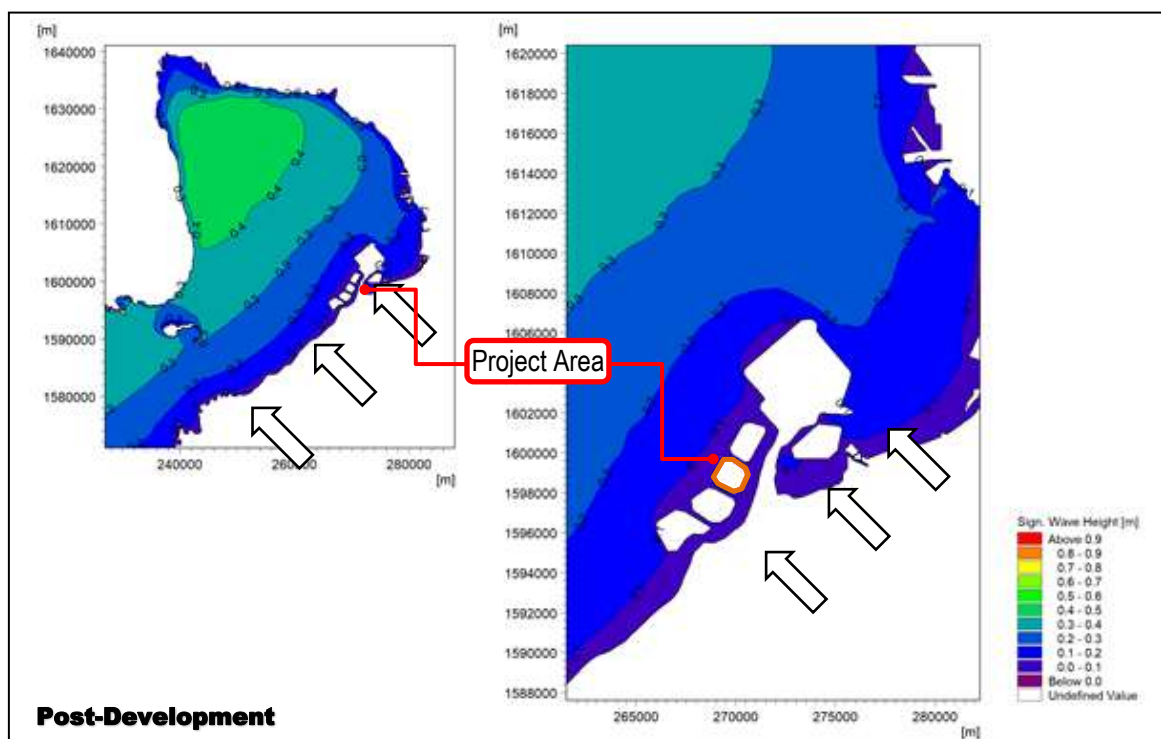 [m]
1640000
1630000
1620000
1610000
1600000
1590000
1580000
240000
260000
280000
[m]
Project Area
[m]
1620000
1618000
1616000
1614000
1612000
1610000
1608000
1606000
1604000
1602000
1600000
1598000
1596000
1594000
1592000
1590000
1588000
265000
270000
275000
280000
Sign. Wave Height [m]
Above 0.9
0.8 - 0.9
0.7 - 0.8
0.6 - 0.7
0.5 - 0.6
0.4 - 0.5
0.3 - 0.4
0.2 - 0.3
0.1 - 0.2
0.0 - 0.1
Below 0.0
Undefined Value
Post-Development